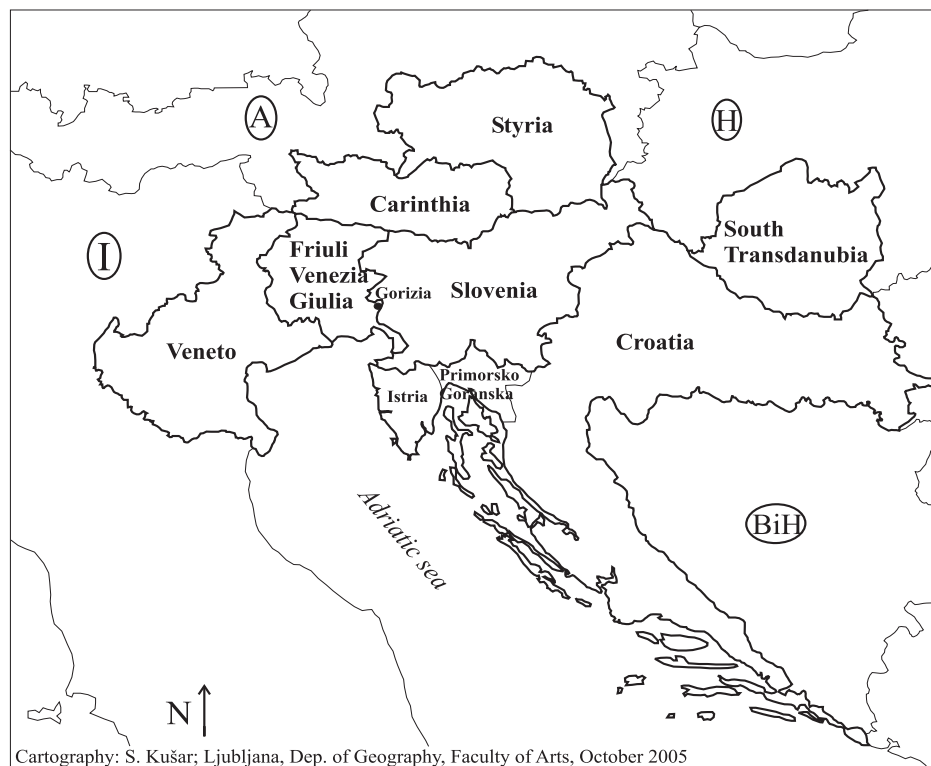 A
H
Styria
Carinthia
South
Transdanubia
I
Friuli
Venezia
Giulia
Gorizia
Slovenia
Veneto
Croatia
Primorsko
Goranska
Istria
Adriatic sea
BiH
N
Cartography: S. Kušar; Ljubljana, Dep. of Geography, Faculty of Arts, October 2005